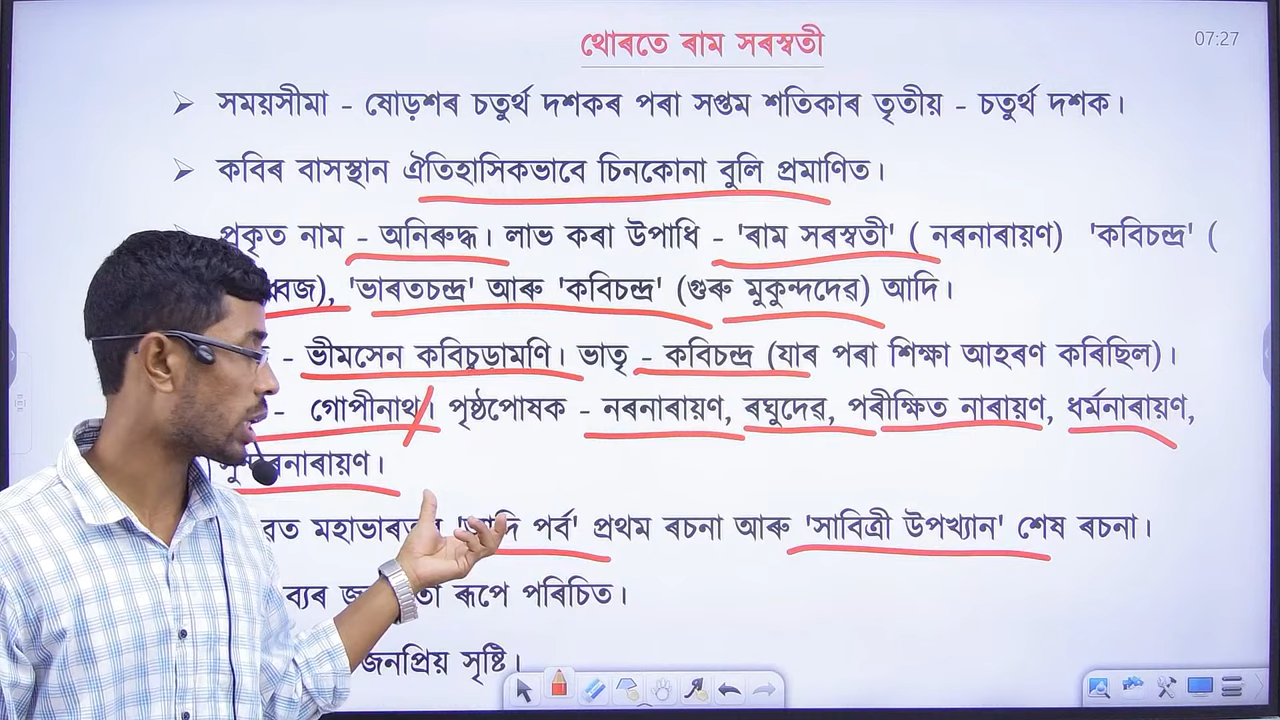 থোৰতে ৰাম সৰস্বতী
07:27
➢ সময়সীমা - ষোড়শৰ চতুৰ্থ দশকৰ পৰা সপ্তম শতিকাৰ তৃতীয় - চতুৰ্থ দশক।
➢ কবিৰ বাসস্থান ঐতিহাসিকভাবে চিনকোনা বুলি প্ৰমাণিত।
প্ৰকৃত নাম - অনিৰুদ্ধ। লাভ কৰা উপাধি - 'ৰাম সৰস্বতী' ( নৰনাৰায়ণ) 'কবিচন্দ্ৰ' (
'ভাৰতচন্দ্ৰ' আৰু 'কবিচন্দ্ৰ' (গুৰু মুকুন্দদেৱ) আদি।
- ভীমসেন কবিচূড়ামণি। ভাতৃ - কবিচন্দ্ৰ (যাৰ পৰা শিক্ষা আহৰণ কৰিছিল)।
- গোপীনাথ। পৃষ্ঠপোষক - নৰনাৰায়ণ, ৰঘুদেৱ, পৰীক্ষিত নাৰায়ণ, ধৰ্মনাৰায়ণ,
পৰ্ব' প্ৰথম ৰচনা আৰু 'সাবিত্ৰী উপখ্যান' শেষ ৰচনা।
ৰূপে পৰিচিত।
জনপ্ৰিয় সৃষ্টি।